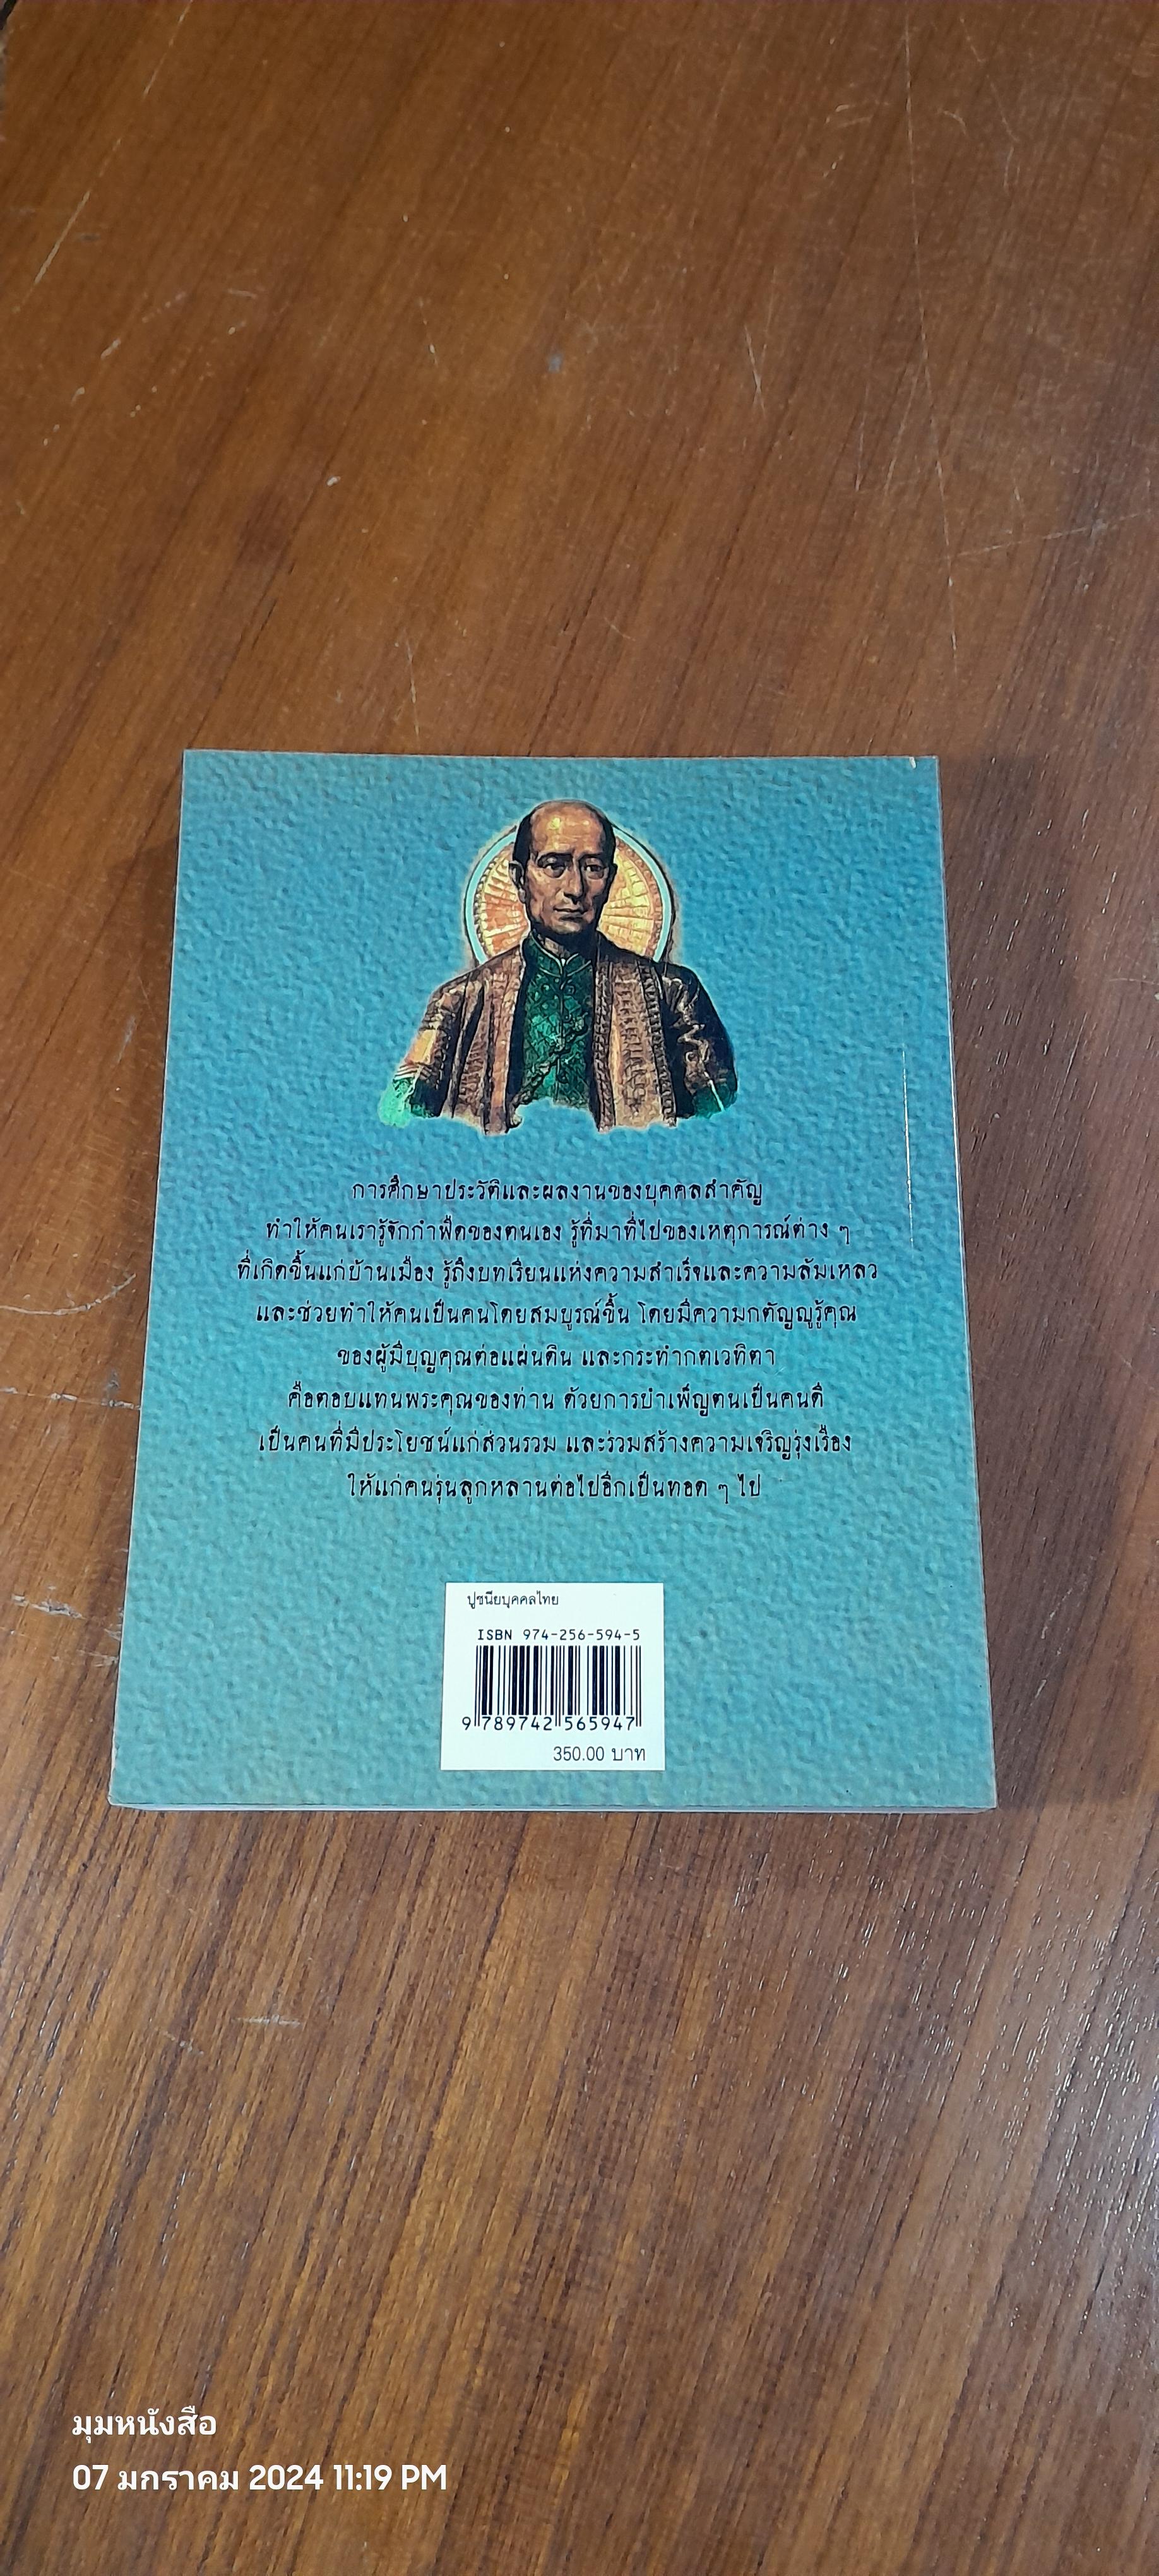 การศึกษาประวัติและผลงานของบุคคลสำคัญ
ทำให้คนเรารู้จักกำพืดของตนเอง รู้ที่มาที่ไปของเหตุการณ์ต่าง ๆ
ที่เกิดขึ้นแก่บ้านเมือง รู้ถึงบทเรียนแห่งความสำเร็จและความล้มเหลว
และช่วยทำให้คนเป็นคนโดยสมบูรณ์ขึ้น โดยมีความกตัญญูรู้คุณ
ของผู้มีบุญคุณต่อแผ่นดิน และกระทำกตเวทิตา
คือตอบแทนพระคุณของท่าน ด้วยการบำเพ็ญตนเป็นคนดี
เป็นคนที่มีประโยชน์แก่ส่วนรวม และร่วมสร้างความเจริญรุ่งเรือง
ให้แก่คนรุ่นลูกหลานต่อไปอีกเป็นทอด ๆ ไป
ปูชนียบุคคลไทย
ISBN 974-256-594-5
9 789742 565947
350.00 บาท
มุมหนังสือ
07 มกราคม 2024 11:19 PM